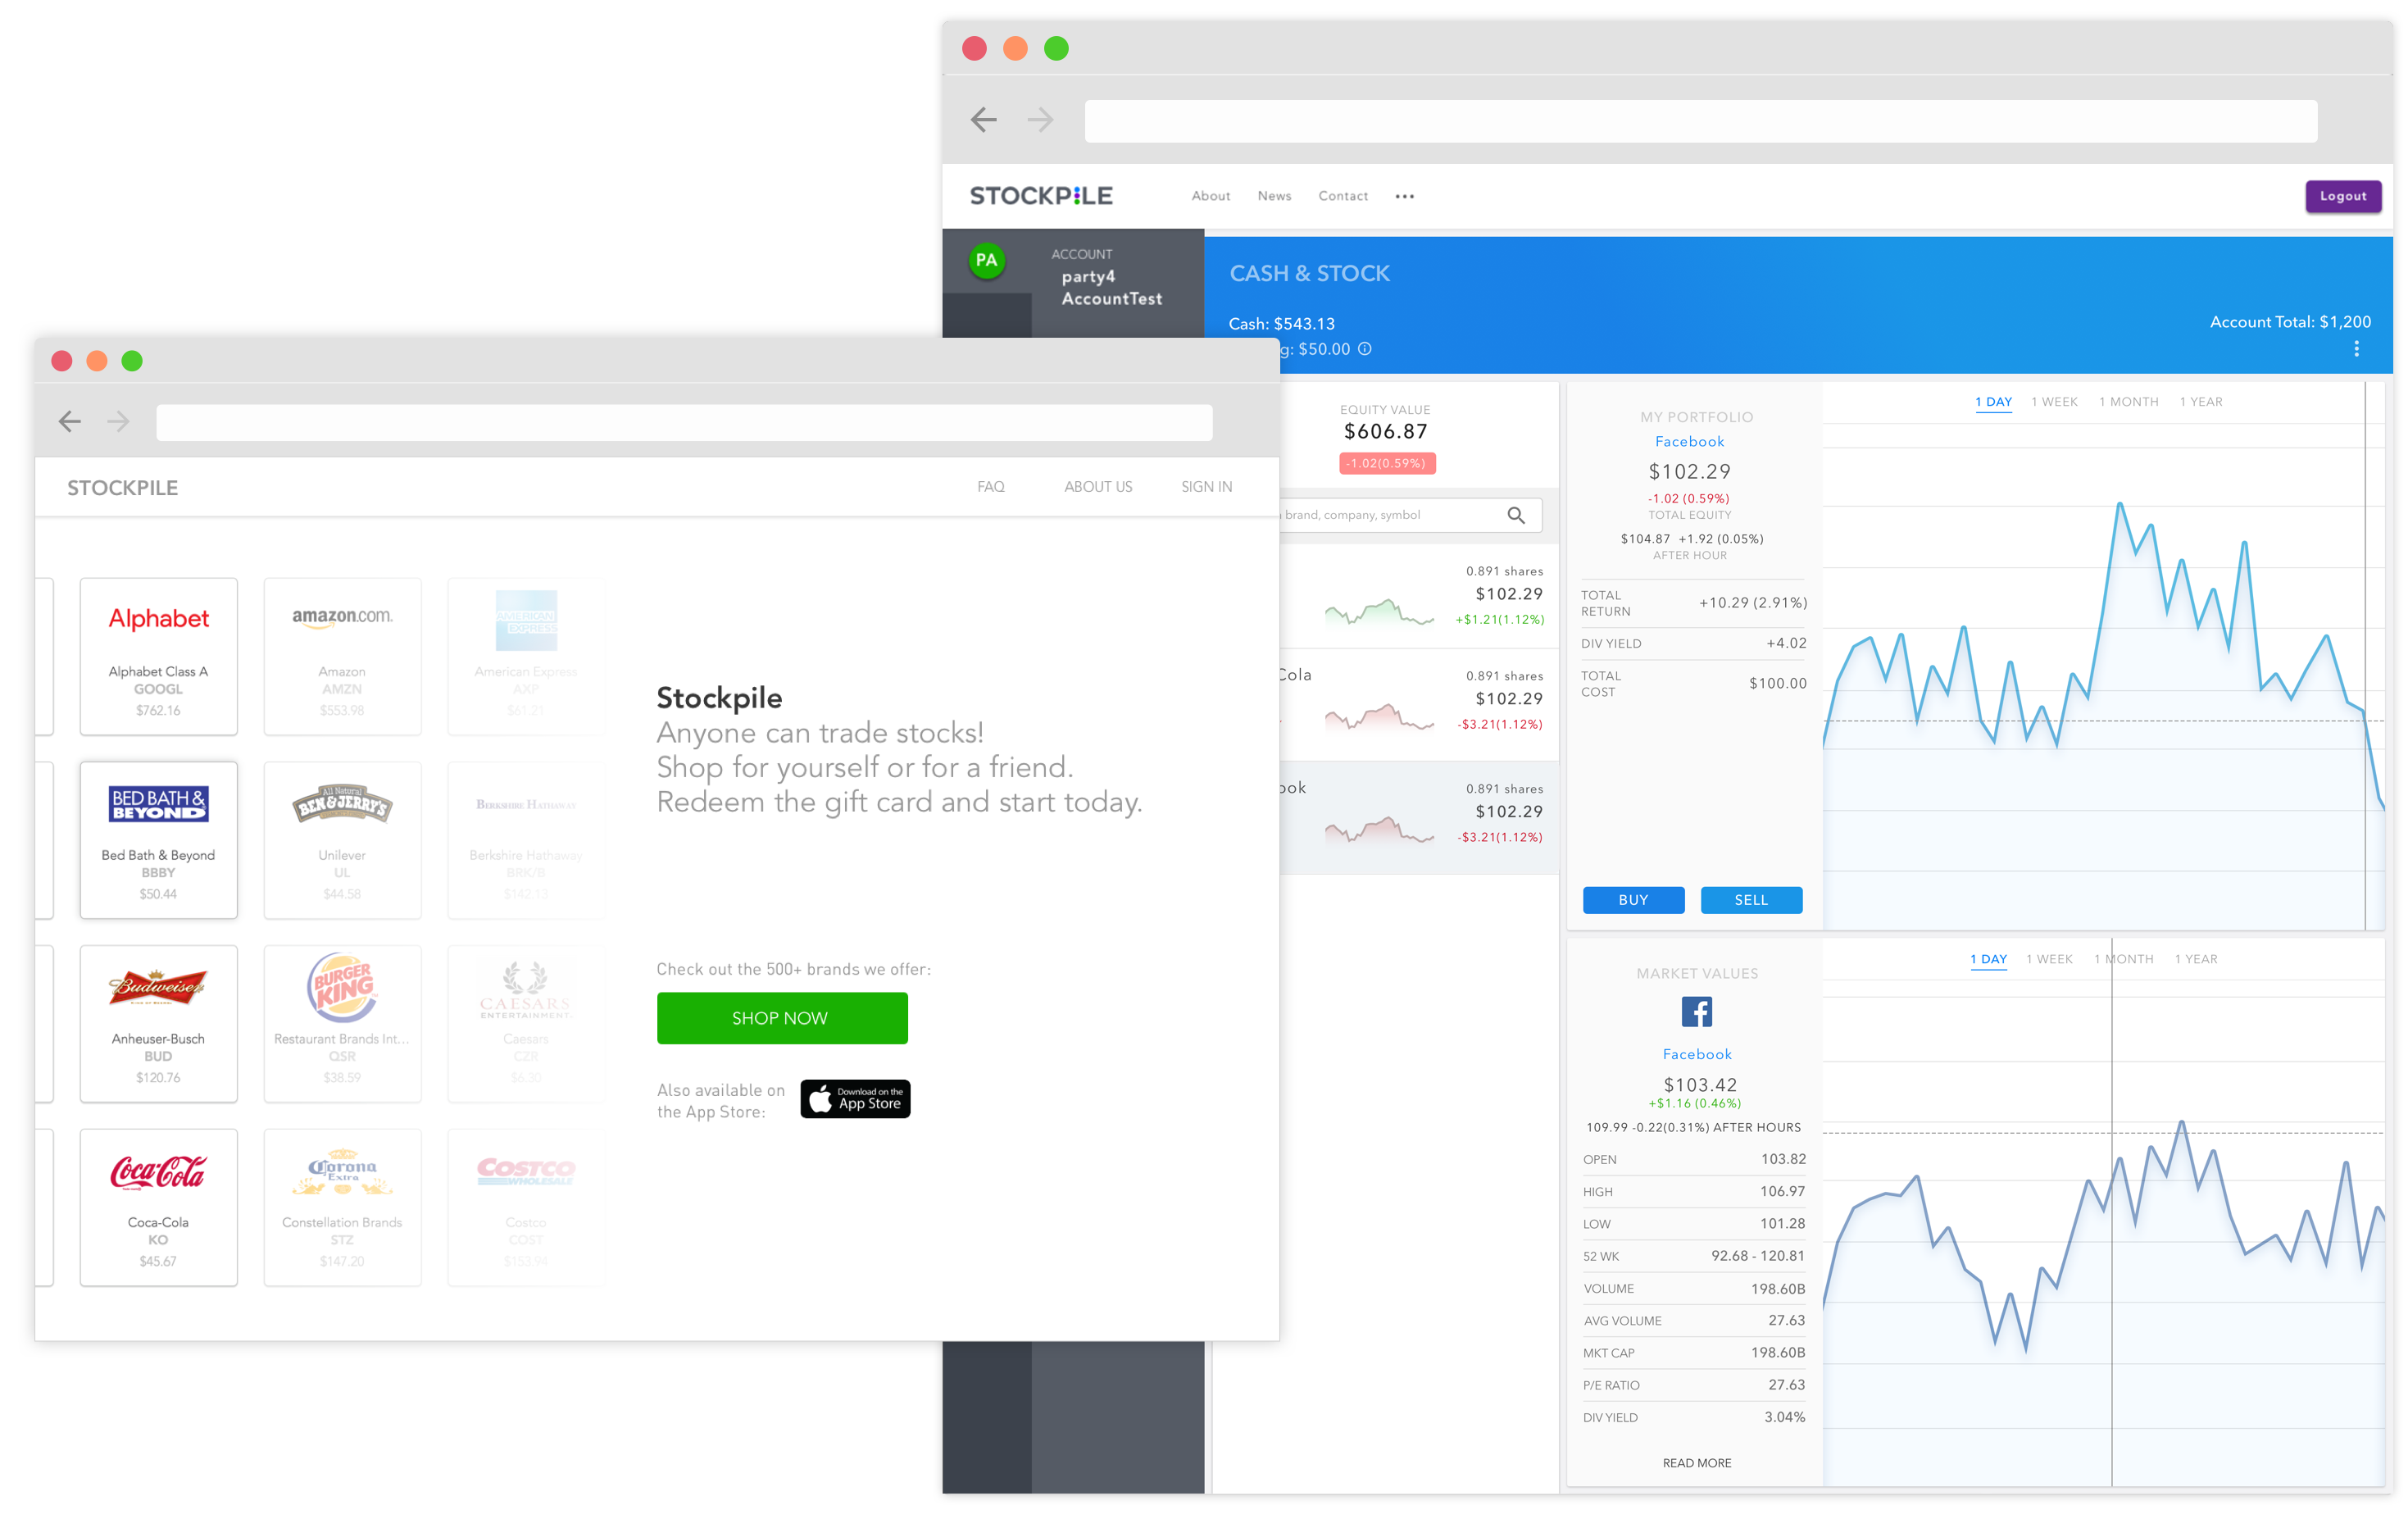 STOCKPILE
About News Contact
Logout
PA
ACCOUNT
party4
AccountTest
CASH & STOCK
Cash: $543.13
g: $50.00
Account Total: $1,200
EQUITY VALUE
$606.87
-1.02(0.59%)
brand, company, symbol
0.891 shares
$102.29
+$1.21(1.12%)
Cola
0.891 shares
$102.29
-$3.21(1.12%)
ook
0.891 shares
$102.29
-$3.21(1.12%)
MY PORTFOLIO
Facebook
$102.29
-1.02 (0.59%)
TOTAL EQUITY
$104.87 +1.92 (0.05%)
AFTER HOUR
TOTAL
RETURN
+10.29 (2.91%)
DIV YIELD +4.02
TOTAL
COST
$100.00
BUY SELL
1 DAY 1 WEEK 1 MONTH 1 YEAR
MARKET VALUES
Facebook
$103.42
+$1.16 (0.46%)
109.99 -0.22(0.31%) AFTER HOURS
OPEN 103.82
HIGH 106.97
LOW 101.28
52 WK 92.68 - 120.81
VOLUME 198.60B
AVG VOLUME 27.63
MKT CAP 198.60B
P/E RATIO 27.63
DIV YIELD 3.04%
READ MORE
1 DAY 1 WEEK 1 MONTH 1 YEAR
STOCKPILE
FAQ ABOUT US SIGN IN
Alphabet
Alphabet Class A
GOOGL
$762.16
amazon.com.
Amazon
AMZN
$553.98
AMERICAN
EXPRESS
American Express
AXP
$61.21
BED BATH &
BEYOND
Bed Bath & Beyond
BBBY
$50.44
All Natural
BEN & JERRY'S
Unilever
UL
$44.58
BERKSHIRE HATHAWAY
Berkshire Hathaway
BRK/B
$142.13
Budweiser
KING OF BEERS
Anheuser-Busch
BUD
$120.76
BURGER
KING
Restaurant Brands Int...
QSR
$38.59
CAESARS
ENTERTAINMENT
Caesars
CZR
$6.30
Coca-Cola
Coca-Cola
KO
$45.67
Corona
Extra
Constellation Brands
STZ
$147.20
COSTCO
WHOLESALE
Costco
COST
$153.94
Stockpile
Anyone can trade stocks!
Shop for yourself or for a friend.
Redeem the gift card and start today.
Check out the 500+ brands we offer:
SHOP NOW
Also available on
the App Store:
Download on the
App Store